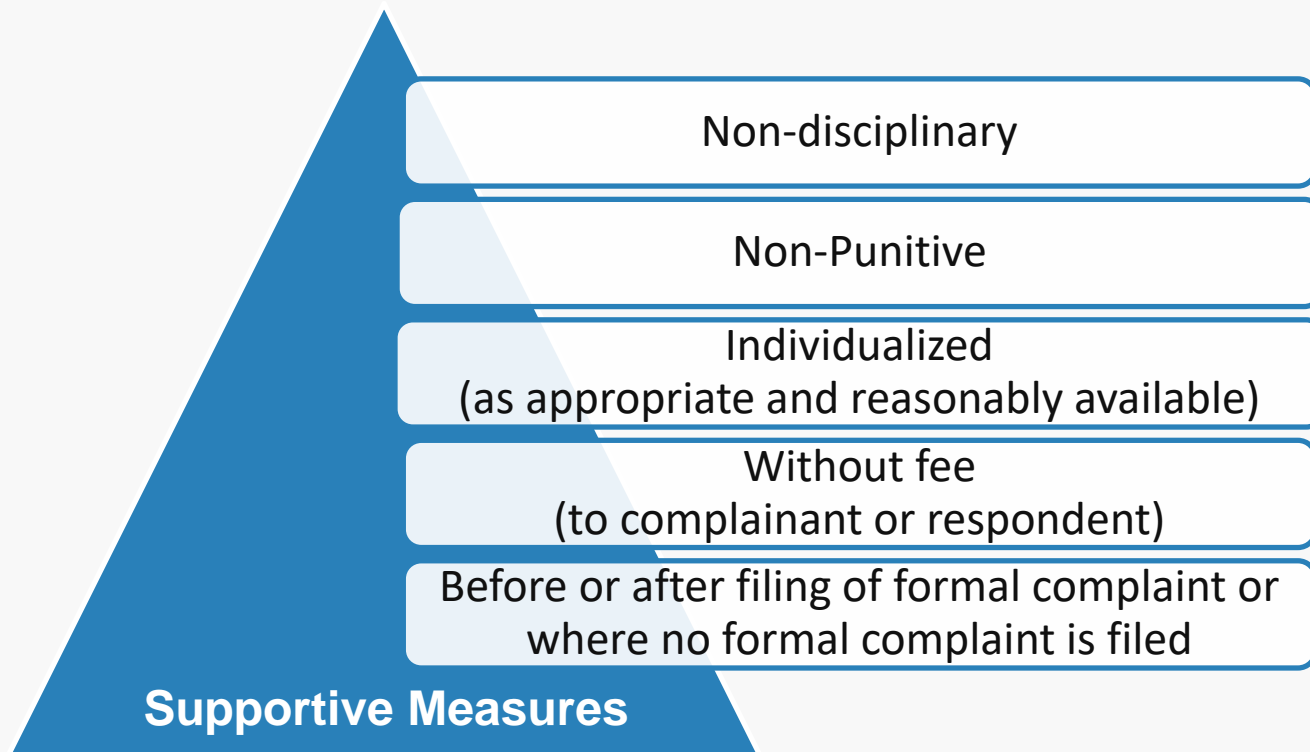 Non-disciplinary
Non-Punitive
Individualized
(as appropriate and reasonably available)
Without fee
(to complainant or respondent)
Before or after filing of formal complaint or
where no formal complaint is filed
Supportive Measures